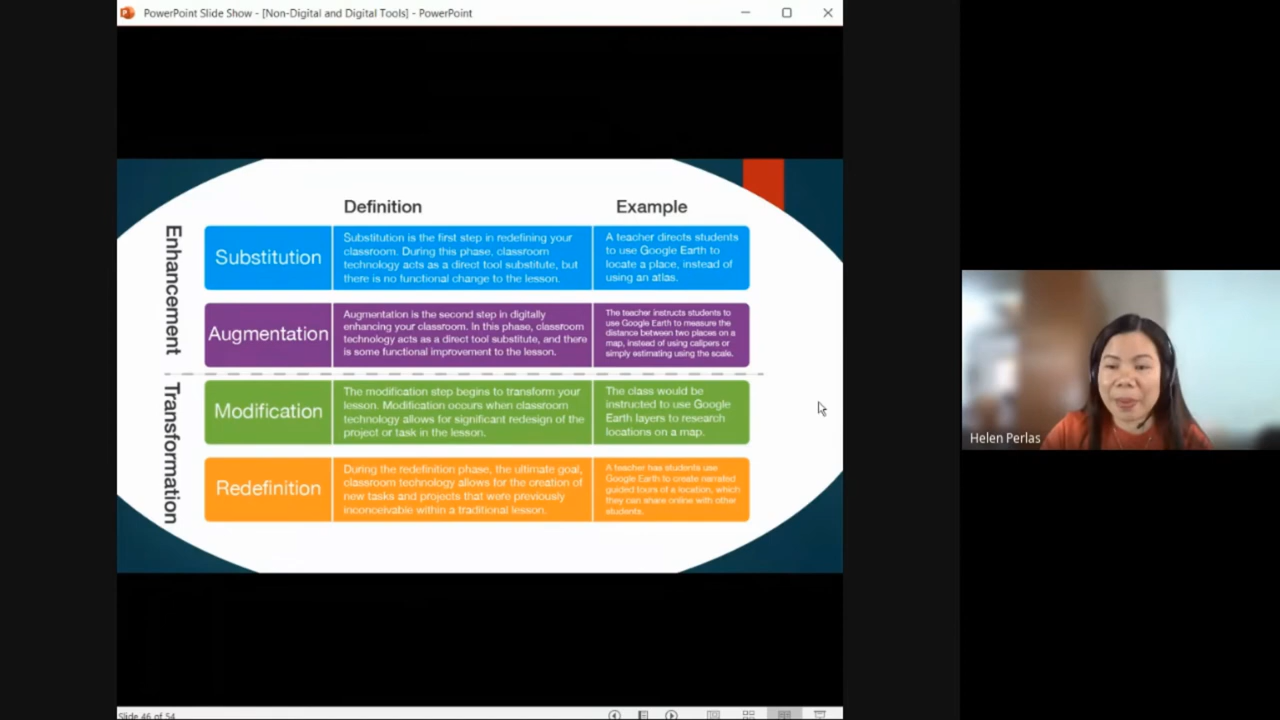 PowerPoint Slide Show - [Non-Digital and Digital Tools] - PowerPoint
Definition
Example
Enhancement
Substitution
Substitution is the first step in redefining your
classroom. During this phase, classroom
technology acts as a direct tool substitute, but
there is no functional change to the lesson.
A teacher directs students
to use Google Earth to
locate a place, instead of
using an atlas.
Augmentation
Augmentation is the second step in digitally
enhancing your classroom. In this phase, classroom
technology acts as a direct tool substitute, and there
is some functional improvement to the lesson.
The teacher instructs students to
use Google Earth to measure the
distance between two places on a
map, instead of using calipers or
simply estimating using the scale.
Transformation
Modification
The modification step begins to transform your
lesson. Modification occurs when classroom
technology allows for significant redesign of the
project or task in the lesson.
The class would be
instructed to use Google
Earth layers to research
locations on a map.
Redefinition
During the redefinition phase, the ultimate goal,
classroom technology allows for the creation of
new tasks and projects that were previously
inconceivable within a traditional lesson.
A teacher has students use
Google Earth to create narrated
guided tours of a location, which
they can share online with other
students.
Helen Perlas
Slide 46 of 54